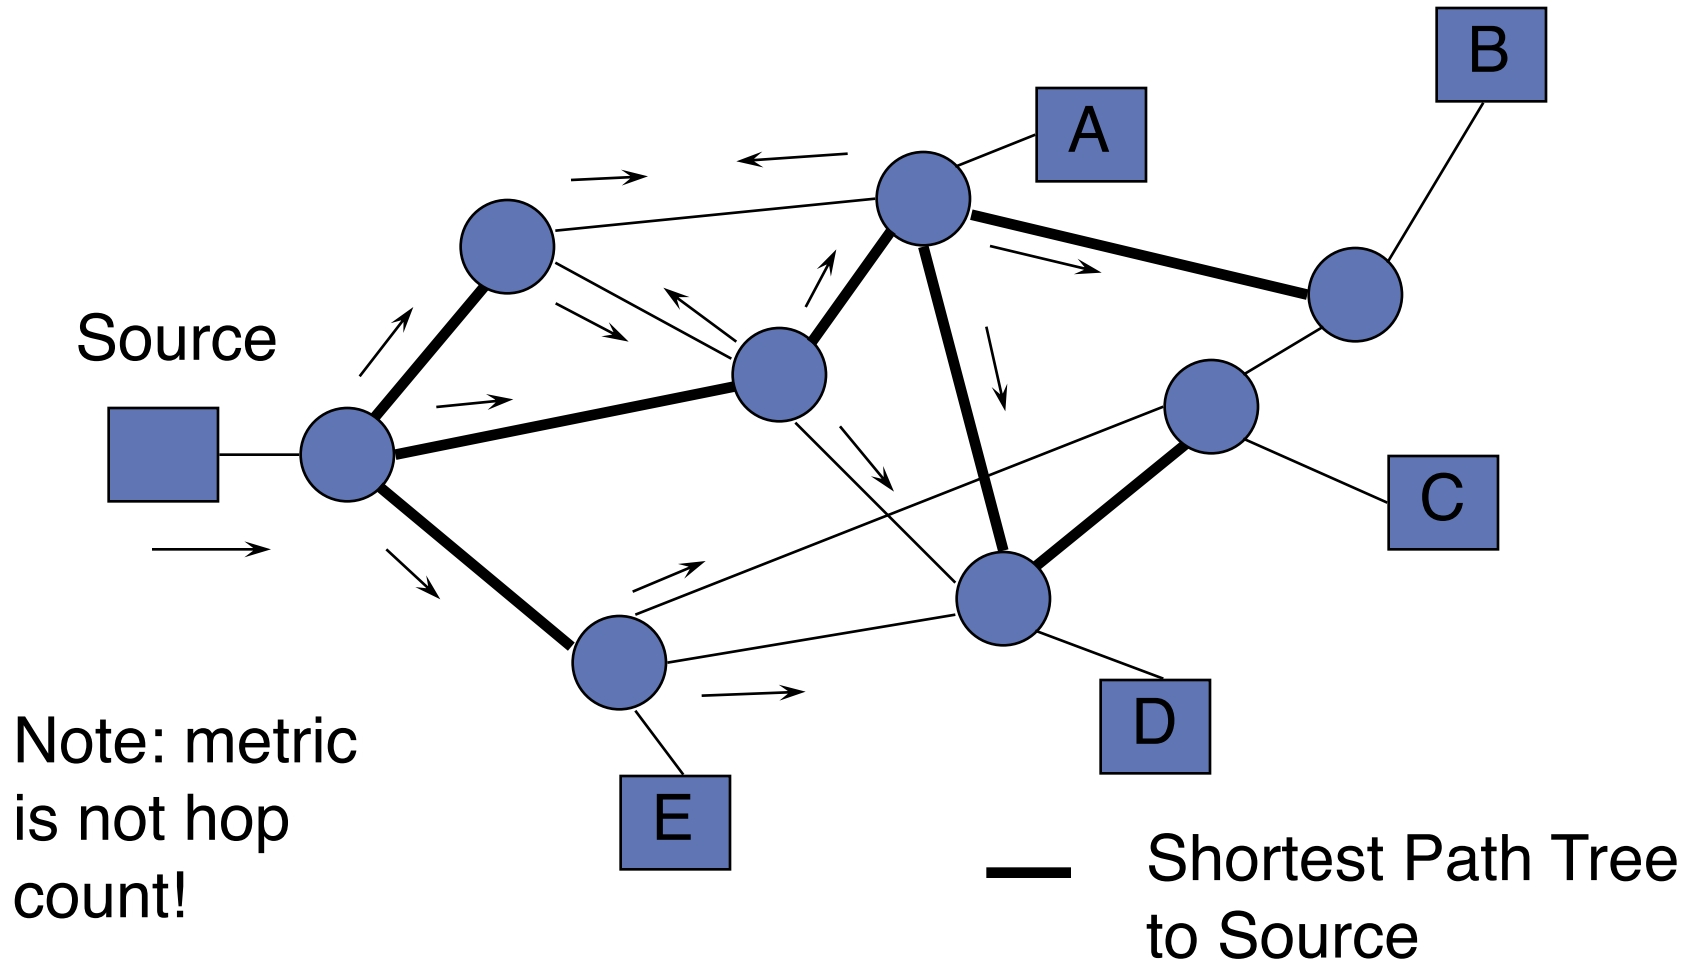 B
A
Source
C
D
E
Note: metric
is not hop
count!
Shortest Path Tree
to Source